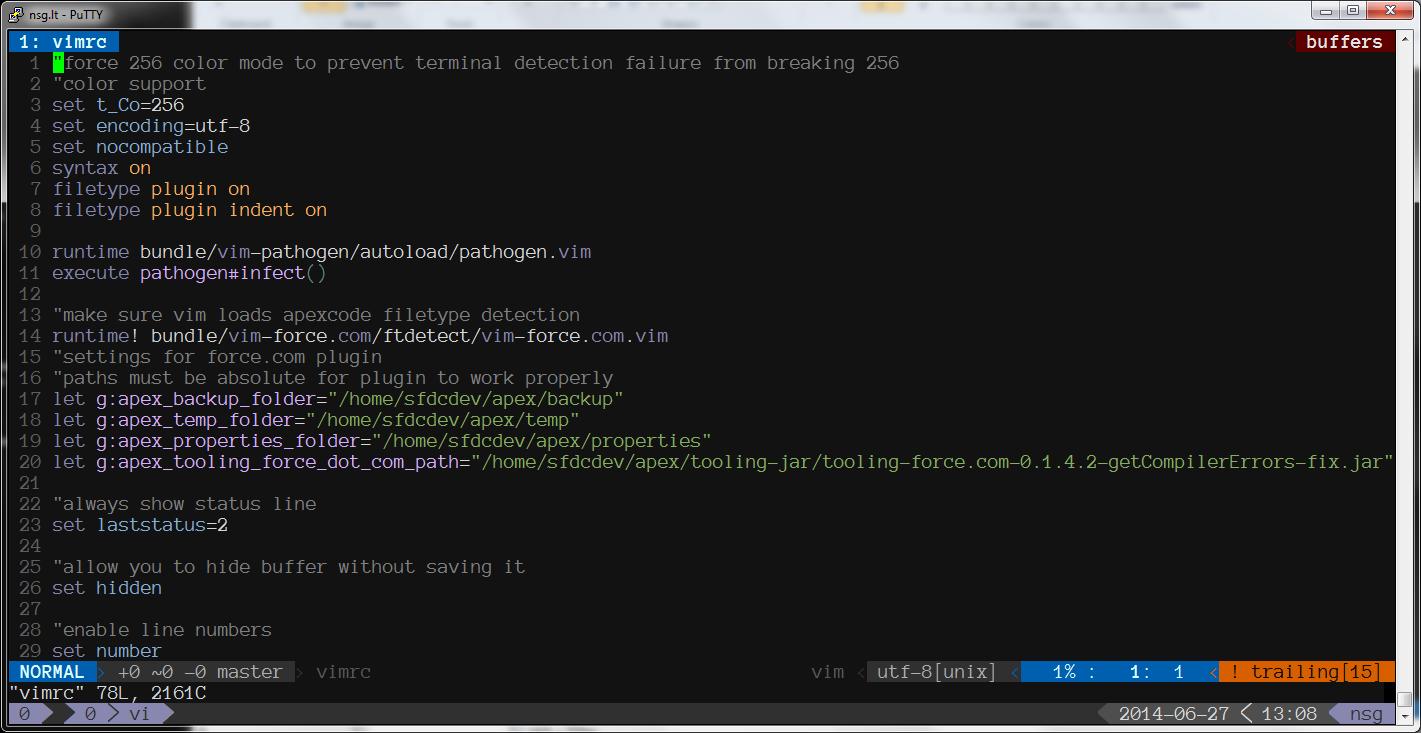 nsg.lt - PuTTY
1: vimrc buffers
1 "force 256 color mode to prevent terminal detection failure from breaking 256
2 "color support
3 set t_Co=256
4 set encoding=utf-8
5 set nocompatible
6 syntax on
7 filetype plugin on
8 filetype plugin indent on
9
10 runtime bundle/vim-pathogen/autoload/pathogen.vim
11 execute pathogen#infect()
12
13 "make sure vim loads apexcode filetype detection
14 runtime! bundle/vim-force.com/ftdetect/vim-force.com.vim
15 "settings for force.com plugin
16 "paths must be absolute for plugin to work properly
17 let g:apex_backup_folder="/home/sfdcdev/apex/backup"
18 let g:apex_temp_folder="/home/sfdcdev/apex/temp"
19 let g:apex_properties_folder="/home/sfdcdev/apex/properties"
20 let g:apex_tooling_force_dot_com_path="/home/sfdcdev/apex/tooling-jar/tooling-force.com-0.1.4.2-getCompilerErrors-fix.jar"
21
22 "always show status line
23 set laststatus=2
24
25 "allow you to hide buffer without saving it
26 set hidden
27
28 "enable line numbers
29 set number
NORMAL +0 ~0 -0 master vimrc vim utf-8[unix] 1% : 1: 1 ! trailing[15]
"vimrc" 78L, 2161C
0 0 vi 2014-06-27 13:08 nsg